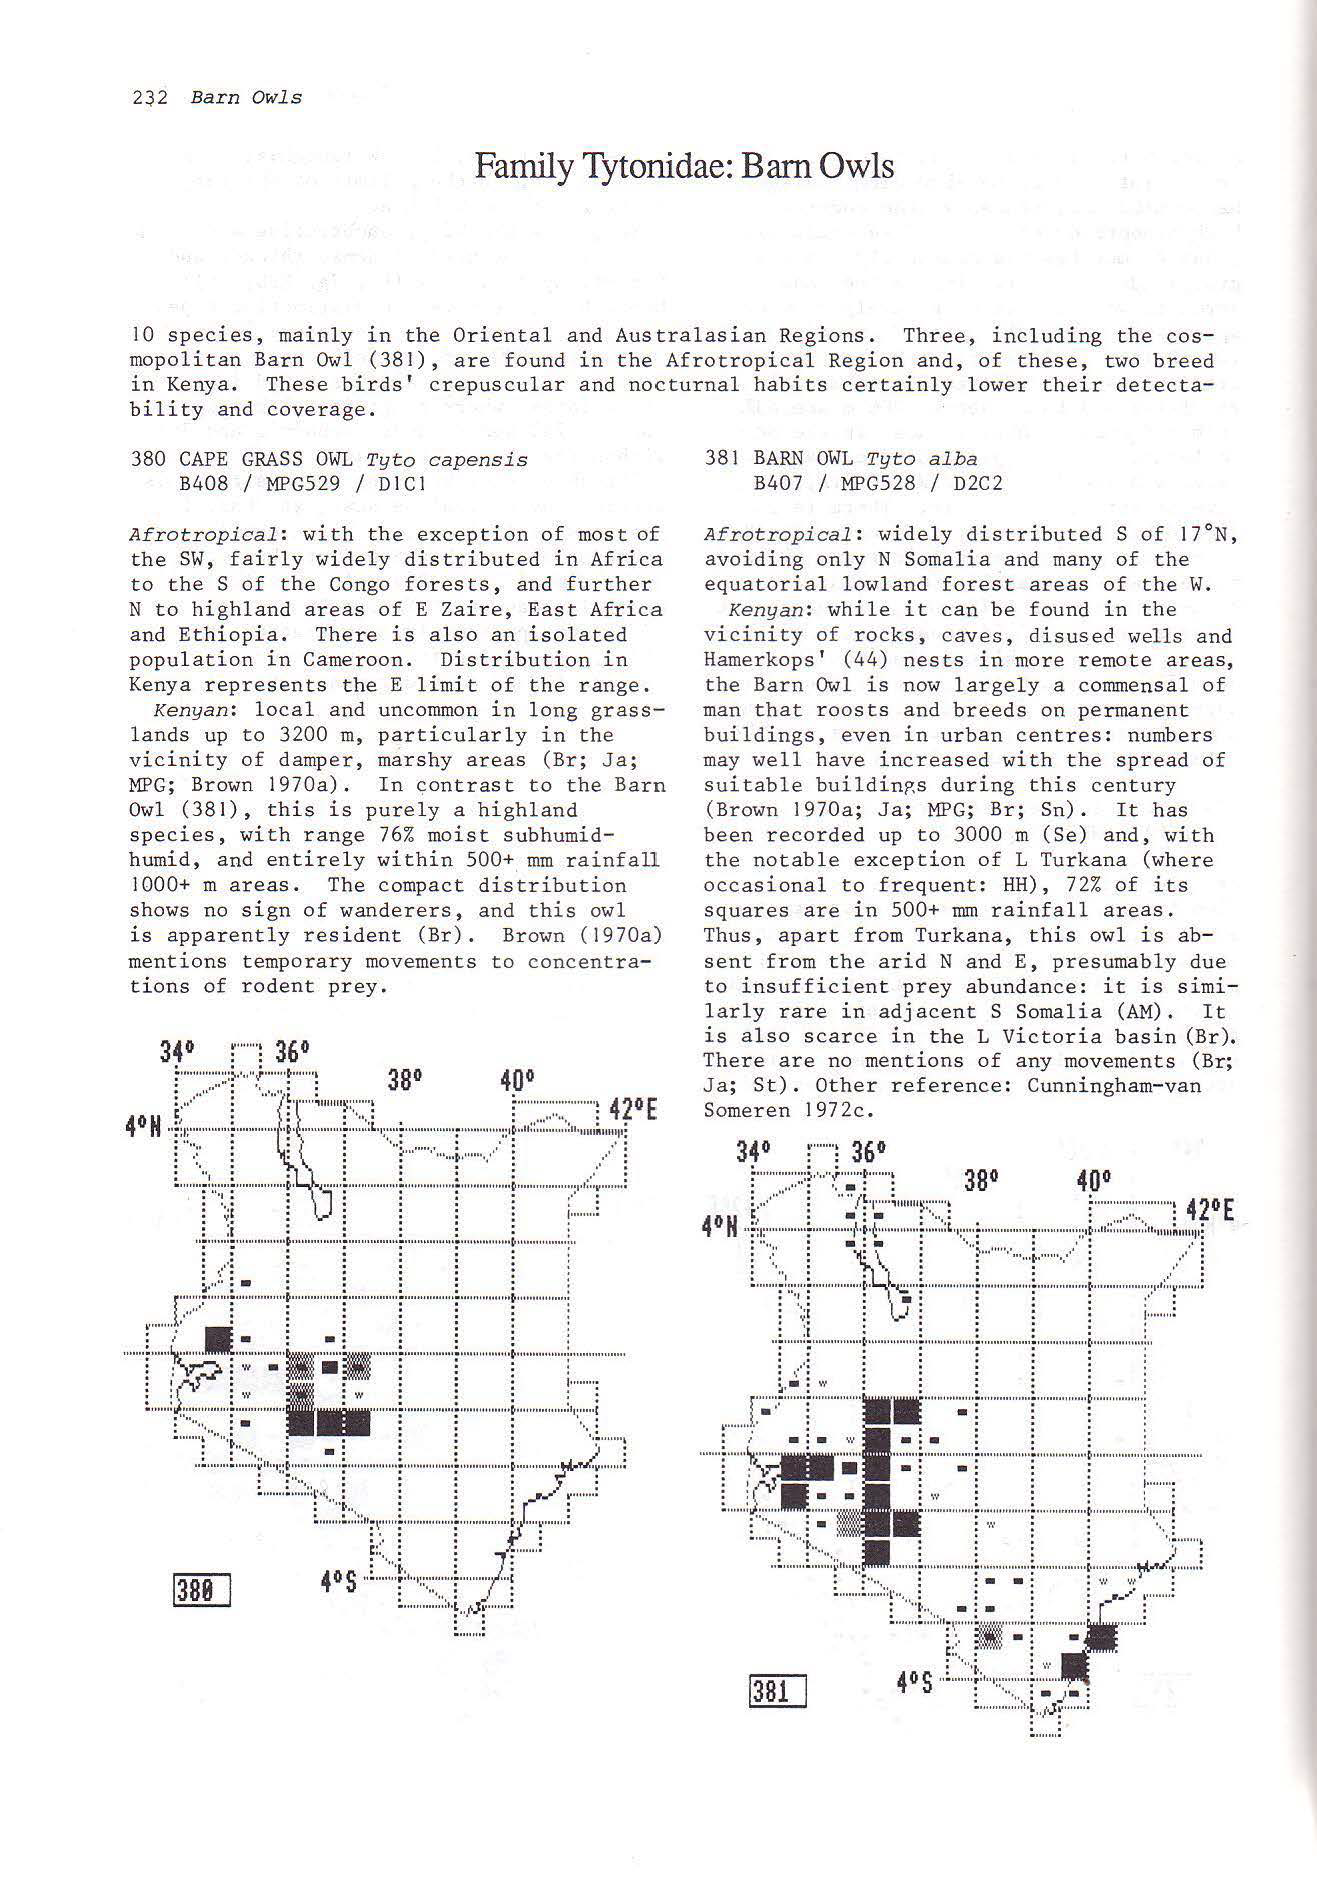 232 Barn Owls
Family Tytonidae: Barn Owls
10 species, mainly in the Oriental and Australasian Regions. Three, including the cos-
mopolitan Barn Owl (381), are found in the Afrotropical Region and, of these, two breed
in Kenya. These birds' crepuscular and nocturnal habits certainly lower their detecta-
bility and coverage.
380 CAPE GRASS OWL Tyto capensis
B408 / MPG529 / D1C1
Afrotropical: with the exception of most of
the SW, fairly widely distributed in Africa
to the S of the Congo forests, and further
N to highland areas of E Zaire, East Africa
and Ethiopia. There is also an isolated
population in Cameroon. Distribution in
Kenya represents the E limit of the range.
Kenyan: local and uncommon in long grass-
lands up to 3200 m, particularly in the
vicinity of damper, marshy areas (Br; Ja;
MPG; Brown 1970a). In contrast to the Barn
Owl (381), this is purely a highland
species, with range 76% moist subhumid-
humid, and entirely within 500+ mm rainfall
1000+ m areas. The compact distribution
shows no sign of wanderers, and this owl
is apparently resident (Br). Brown (1970a)
mentions temporary movements to concentra-
tions of rodent prey.
34° 36°
38° 40°
42°E
4°N
4°S
380
381 BARN OWL Tyto alba
B407 / MPG528 / D2C2
Afrotropical: widely distributed S of 17°N,
avoiding only N Somalia and many of the
equatorial lowland forest areas of the W.
Kenyan: while it can be found in the
vicinity of rocks, caves, disused wells and
Hamerkops' (44) nests in more remote areas,
the Barn Owl is now largely a commensal of
man that roosts and breeds on permanent
buildings, even in urban centres: numbers
may well have increased with the spread of
suitable buildings during this century
(Brown 1970a; Ja; MPG; Br; Sn). It has
been recorded up to 3000 m (Se) and, with
the notable exception of L Turkana (where
occasional to frequent: HH), 72% of its
squares are in 500+ mm rainfall areas.
Thus, apart from Turkana, this owl is ab-
sent from the arid N and E, presumably due
to insufficient prey abundance: it is simi-
larly rare in adjacent S Somalia (AM). It
is also scarce in the L Victoria basin (Br).
There are no mentions of any movements (Br;
Ja; St). Other reference: Cunningham-van
Someren 1972c.
34° 36°
38° 40°
42°E
4°N
4°S
381